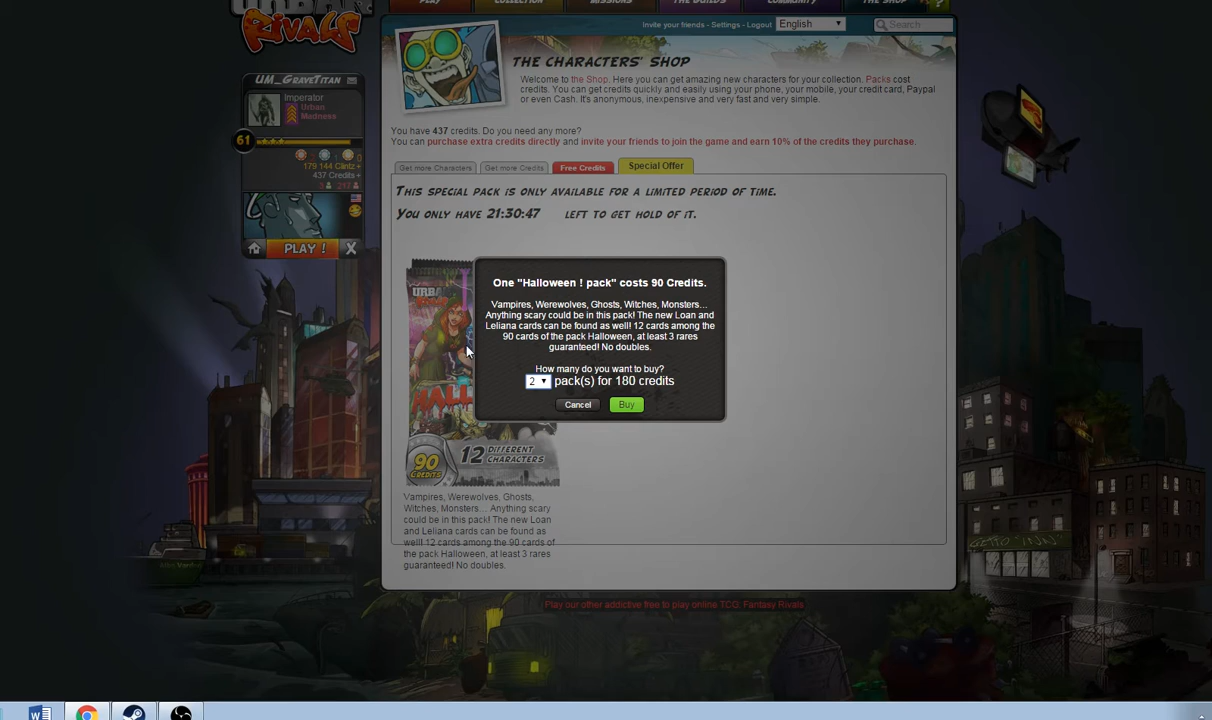 PLAY COLLECTION MISSIONS THE GUILDS COMMUNITY THE SHOP ?
URBAN
RIVALS
Invite your friends - Settings - Logout English Search
UM_GraveTitan
Imperator
Urban
Madness
61
179 144 Clintz +
437 Credits +
3 217
PLAY ! X
THE CHARACTERS' SHOP
Welcome to the Shop. Here you can get amazing new characters for your collection. Packs cost
credits. You can get credits quickly and easily using your phone, your mobile, your credit card, Paypal
or even Cash. It's anonymous, inexpensive and very fast and very simple.
You have 437 credits. Do you need any more?
You can purchase extra credits directly and invite your friends to join the game and earn 10% of the credits they purchase.
Get more Characters Get more Credits Free Credits Special Offer
This special pack is only available for a limited period of time.
You only have 21:30:47 left to get hold of it.
One "Halloween ! pack" costs 90 Credits.
Vampires, Werewolves, Ghosts, Witches, Monsters…
Anything scary could be in this pack! The new Loan and
Leliana cards can be found as well! 12 cards among the
90 cards of the pack Halloween, at least 3 rares
guaranteed! No doubles.
How many do you want to buy?
2 pack(s) for 180 credits
Cancel Buy
URBAN
90
CREDITS
12 DIFFERENT
CHARACTERS
Vampires, Werewolves, Ghosts,
Witches, Monsters… Anything scary
could be in this pack! The new Loan
and Leliana cards can be found as
well! 12 cards among the 90 cards of
the pack Halloween, at least 3 rares
guaranteed! No doubles.
Play our other addictive free to play online TCG: Fantasy Rivals